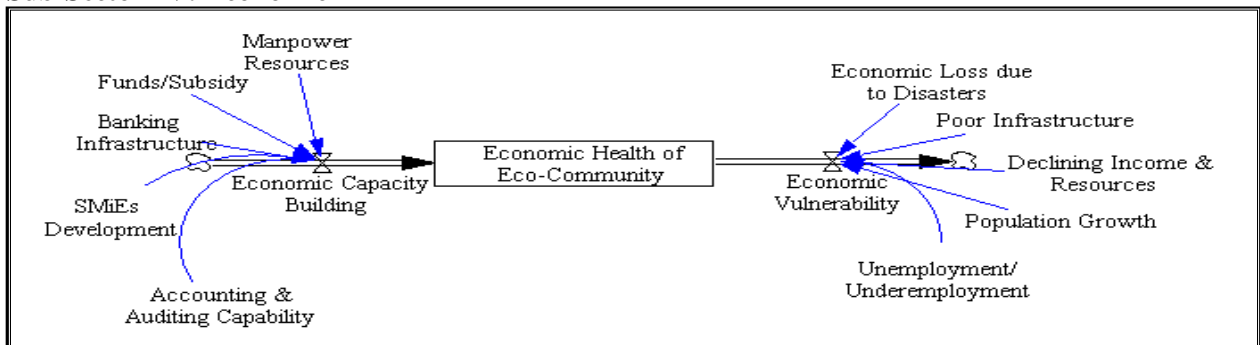 Manpower
Resources
Funds/Subsidy
Banking
Infrastructure
SMiEs
Development
Accounting &
Auditing Capability
Economic Capacity
Building
Economic Health of
Eco-Community
Economic
Vulnerability
Economic Loss due
to Disasters
Poor Infrastructure
Declining Income &
Resources
Population Growth
Unemployment/
Underemployment